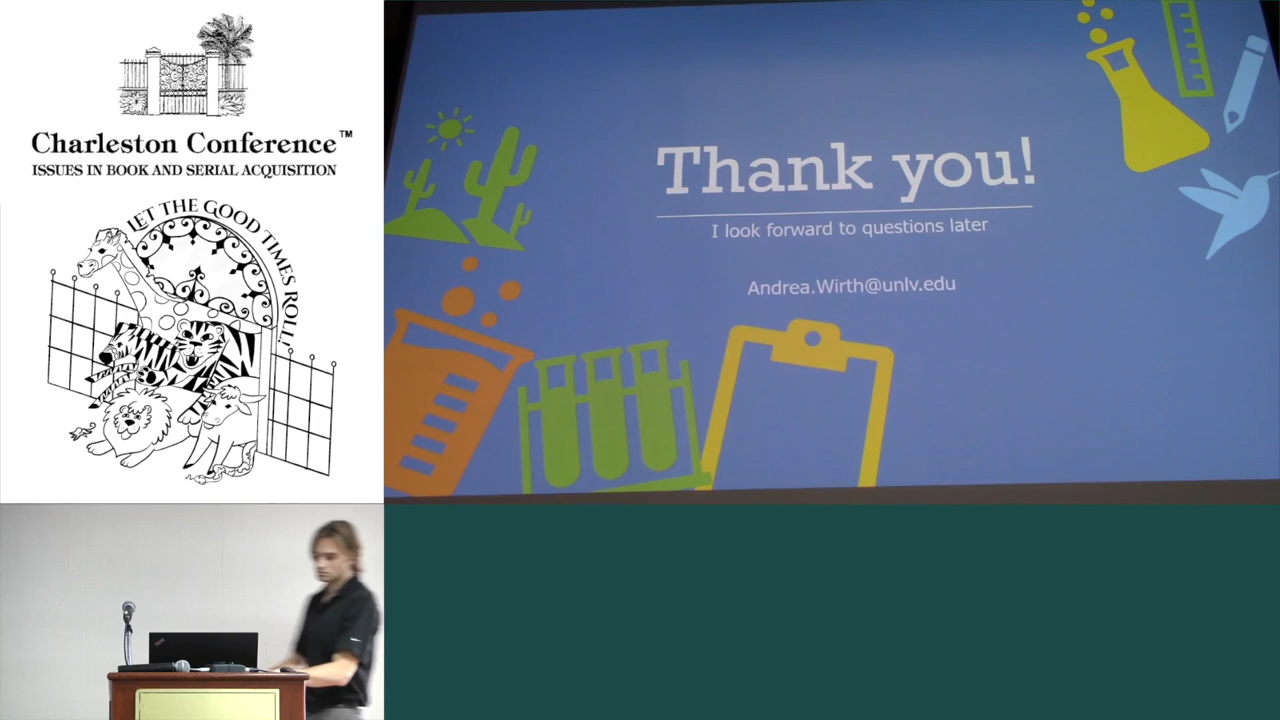 Charleston Conference™
ISSUES IN BOOK AND SERIAL ACQUISITION
LET THE GOOD TIMES ROLL!
Thank you!
I look forward to questions later
Andrea.Wirth@unlv.edu